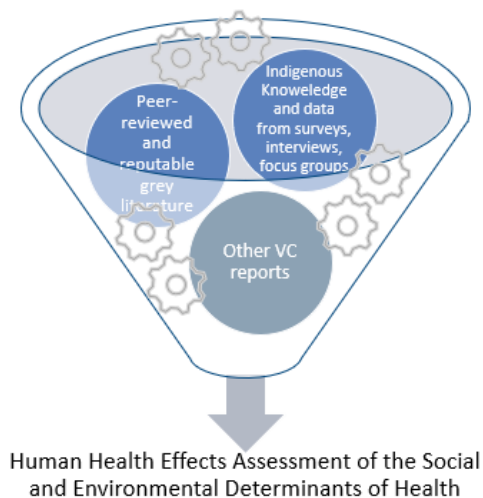 Peer-
reviewed
and
reputable
grey
literature
Indigenous
Knoweledge
and data
from surveys,
interviews,
focus groups
Other VC
reports
Human Health Effects Assessment of the Social
and Environmental Determinants of Health